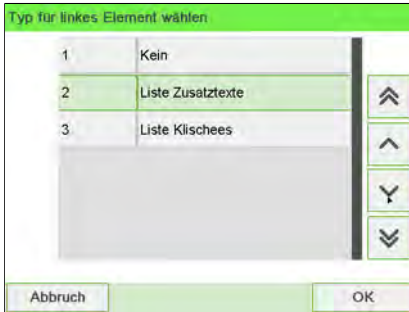 Typ für linkes Element wählen
1 Kein
2 Liste Zusatztexte
3 Liste Klischees
Abbruch OK